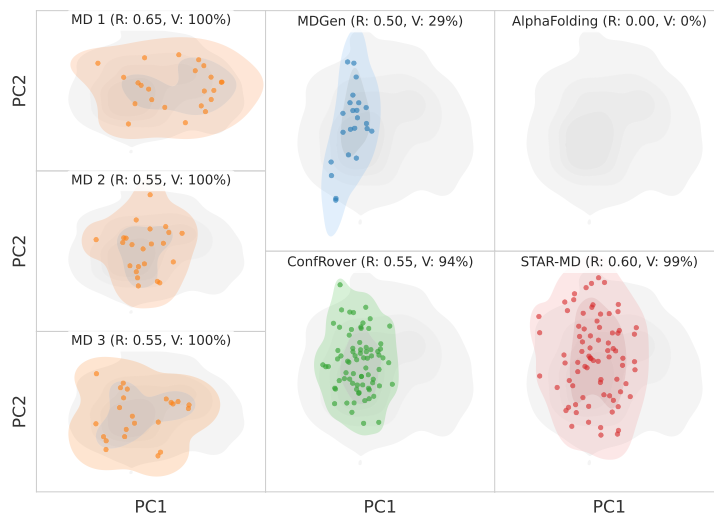 MD 1 (R: 0.65, V: 100%)
MDGen (R: 0.50, V: 29%)
AlphaFolding (R: 0.00, V: 0%)
PC2
MD 2 (R: 0.55, V: 100%)
PC2
ConfRover (R: 0.55, V: 94%)
STAR-MD (R: 0.60, V: 99%)
MD 3 (R: 0.55, V: 100%)
PC2
PC1
PC1
PC1